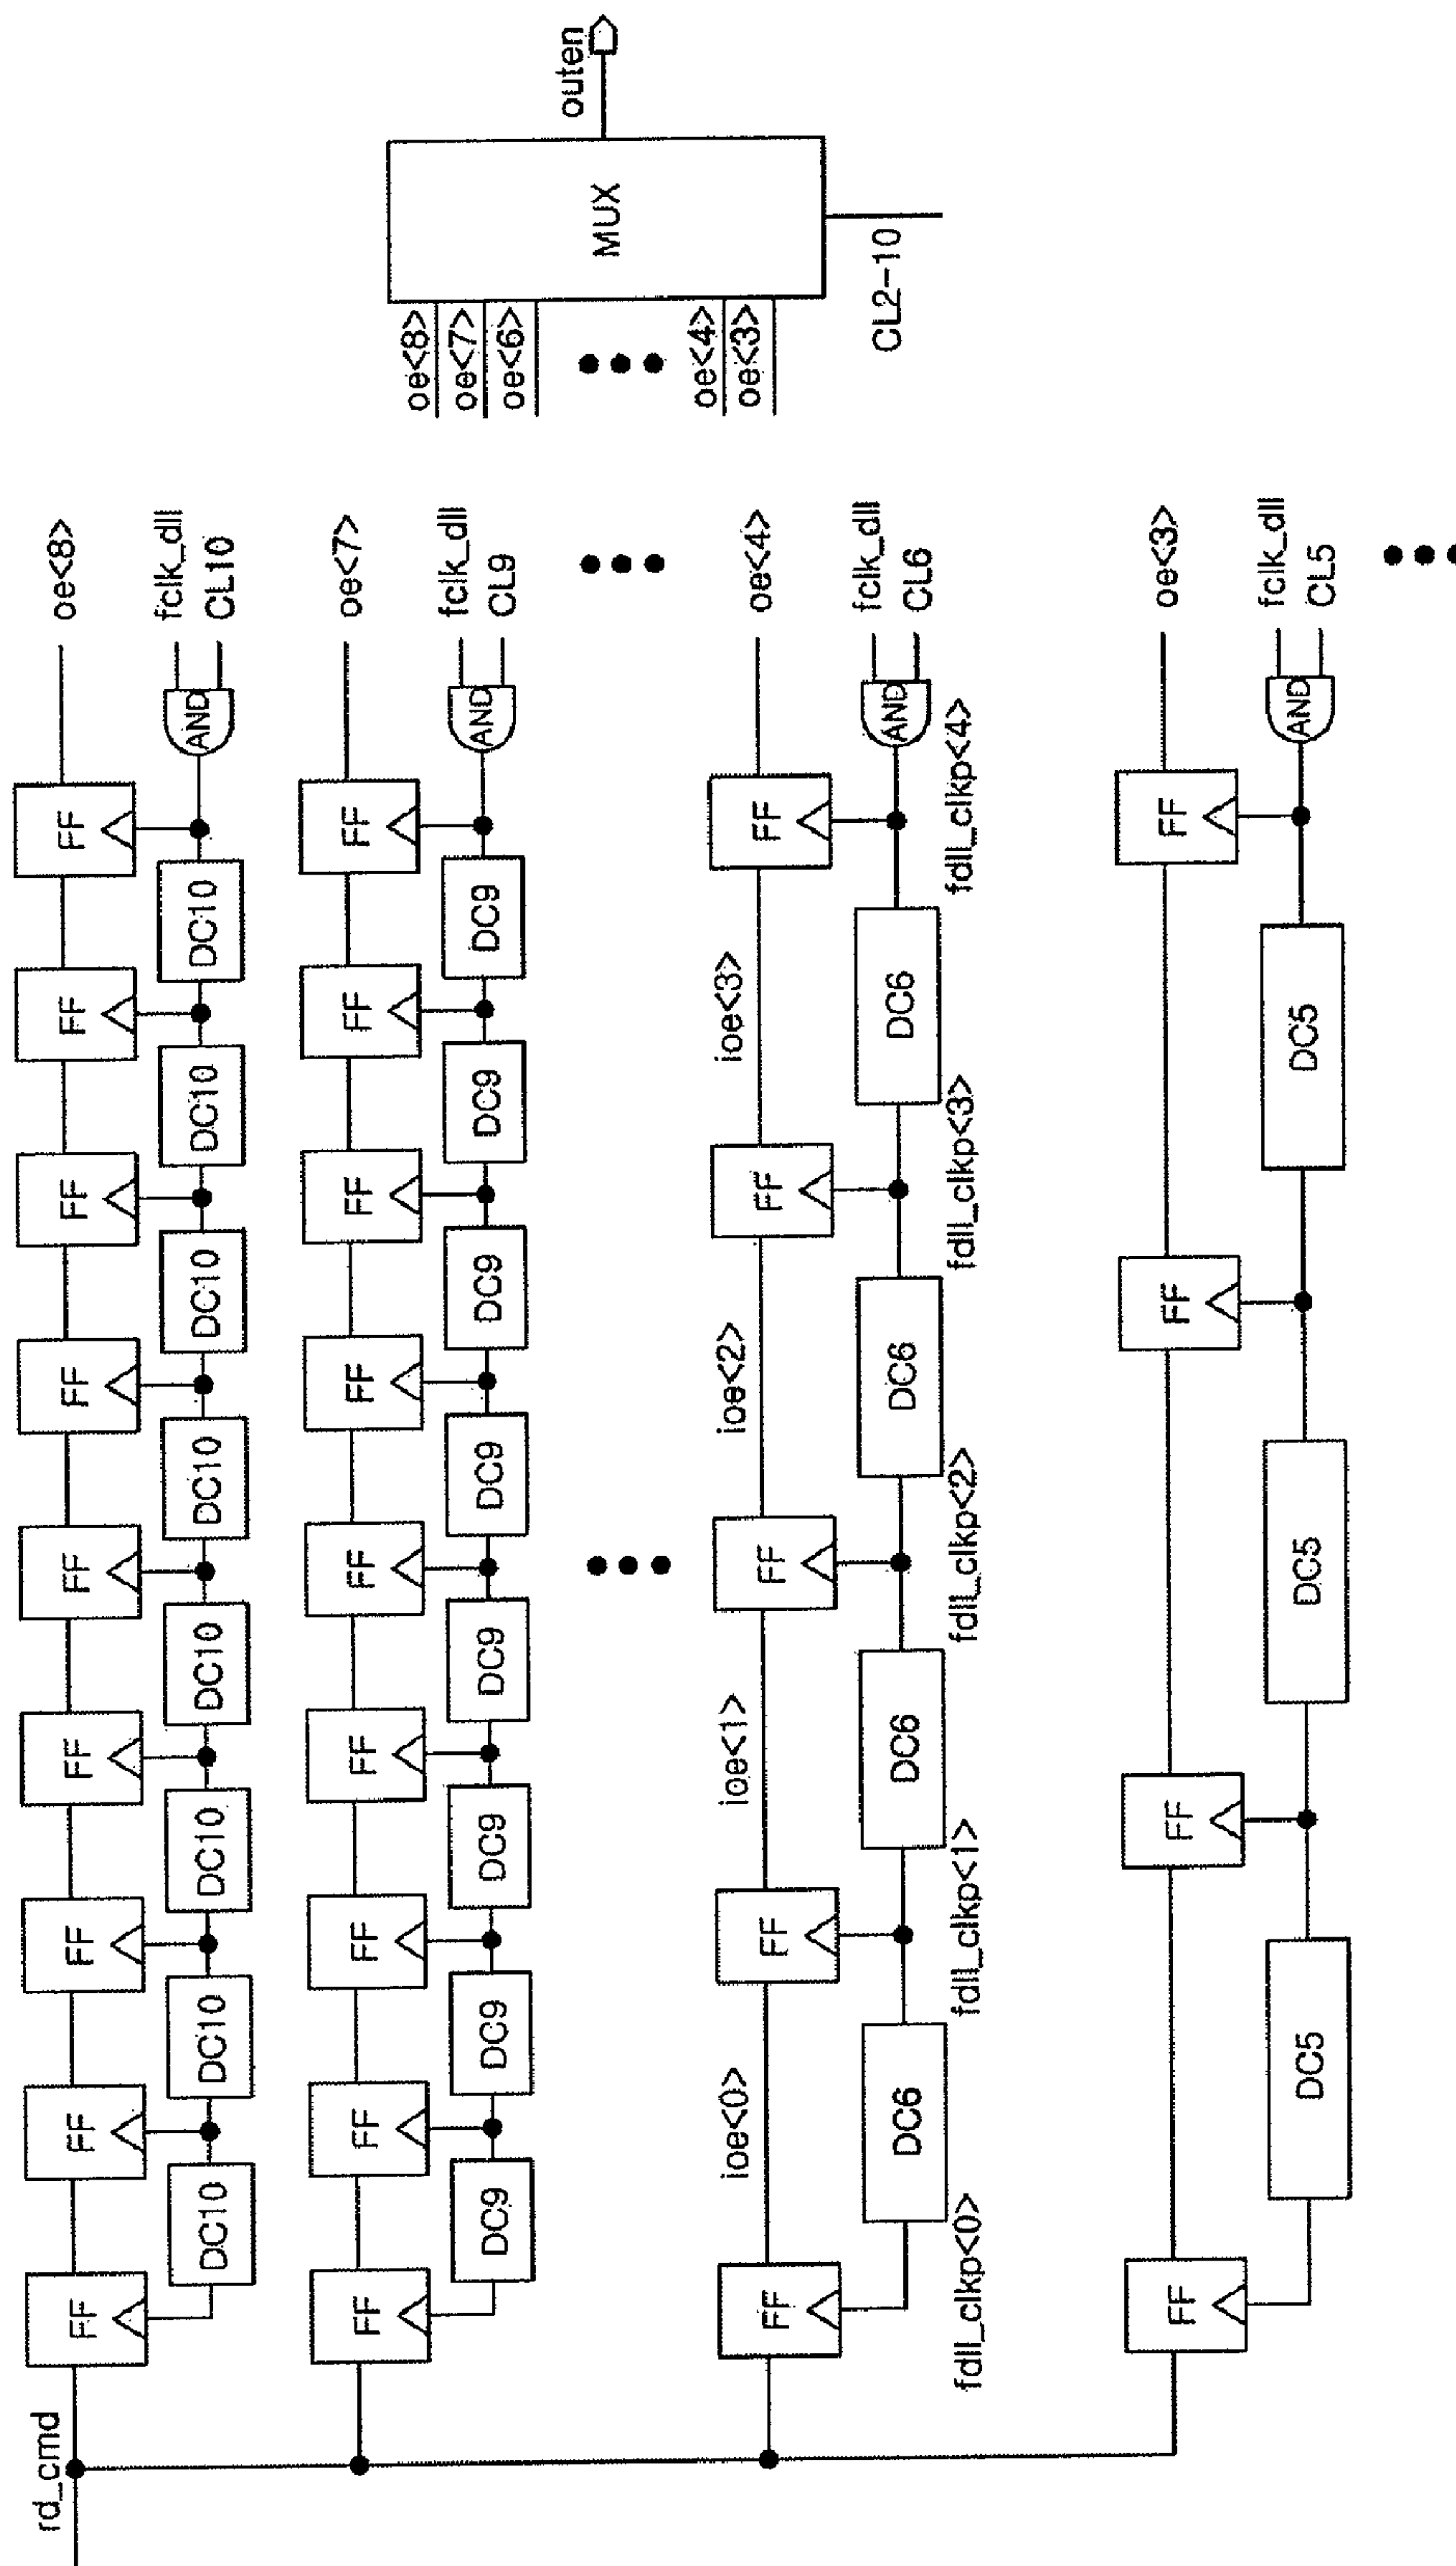 rd_cmd
FF FF FF FF FF FF FF FF FF oe<8>
DC10 DC10 DC10 DC10 DC10 DC10 DC10 DC10 AND fclk_dll
CL10
FF FF FF FF FF FF FF FF FF oe<7>
DC9 DC9 DC9 DC9 DC9 DC9 DC9 DC9 AND fclk_dll
CL9
ioe<0> ioe<1> ioe<2> ioe<3>
FF FF FF FF FF oe<4>
DC6 DC6 DC6 DC6 AND fclk_dll
CL6
fdll_clkp<0> fdll_clkp<1> fdll_clkp<2> fdll_clkp<3> fdll_clkp<4>
FF FF FF FF oe<3>
DC5 DC5 DC5 AND fclk_dll
CL5
oe<8>
oe<7>
oe<6>
oe<4>
oe<3>
MUX
outen
CL2-10